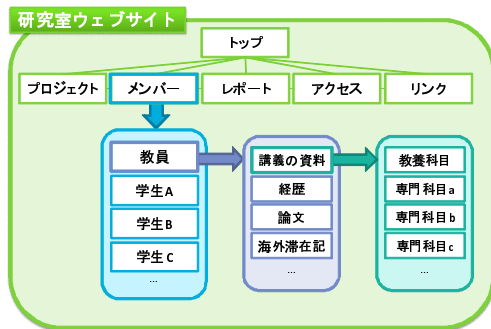 研究室ウェブサイト
トップ
プロジェクト
メンバー
レポート
アクセス
リンク
教員
学生A
学生B
学生C
...
講義の資料
経歴
論文
海外滞在記
...
教養科目
専門科目a
専門科目b
専門科目c
...